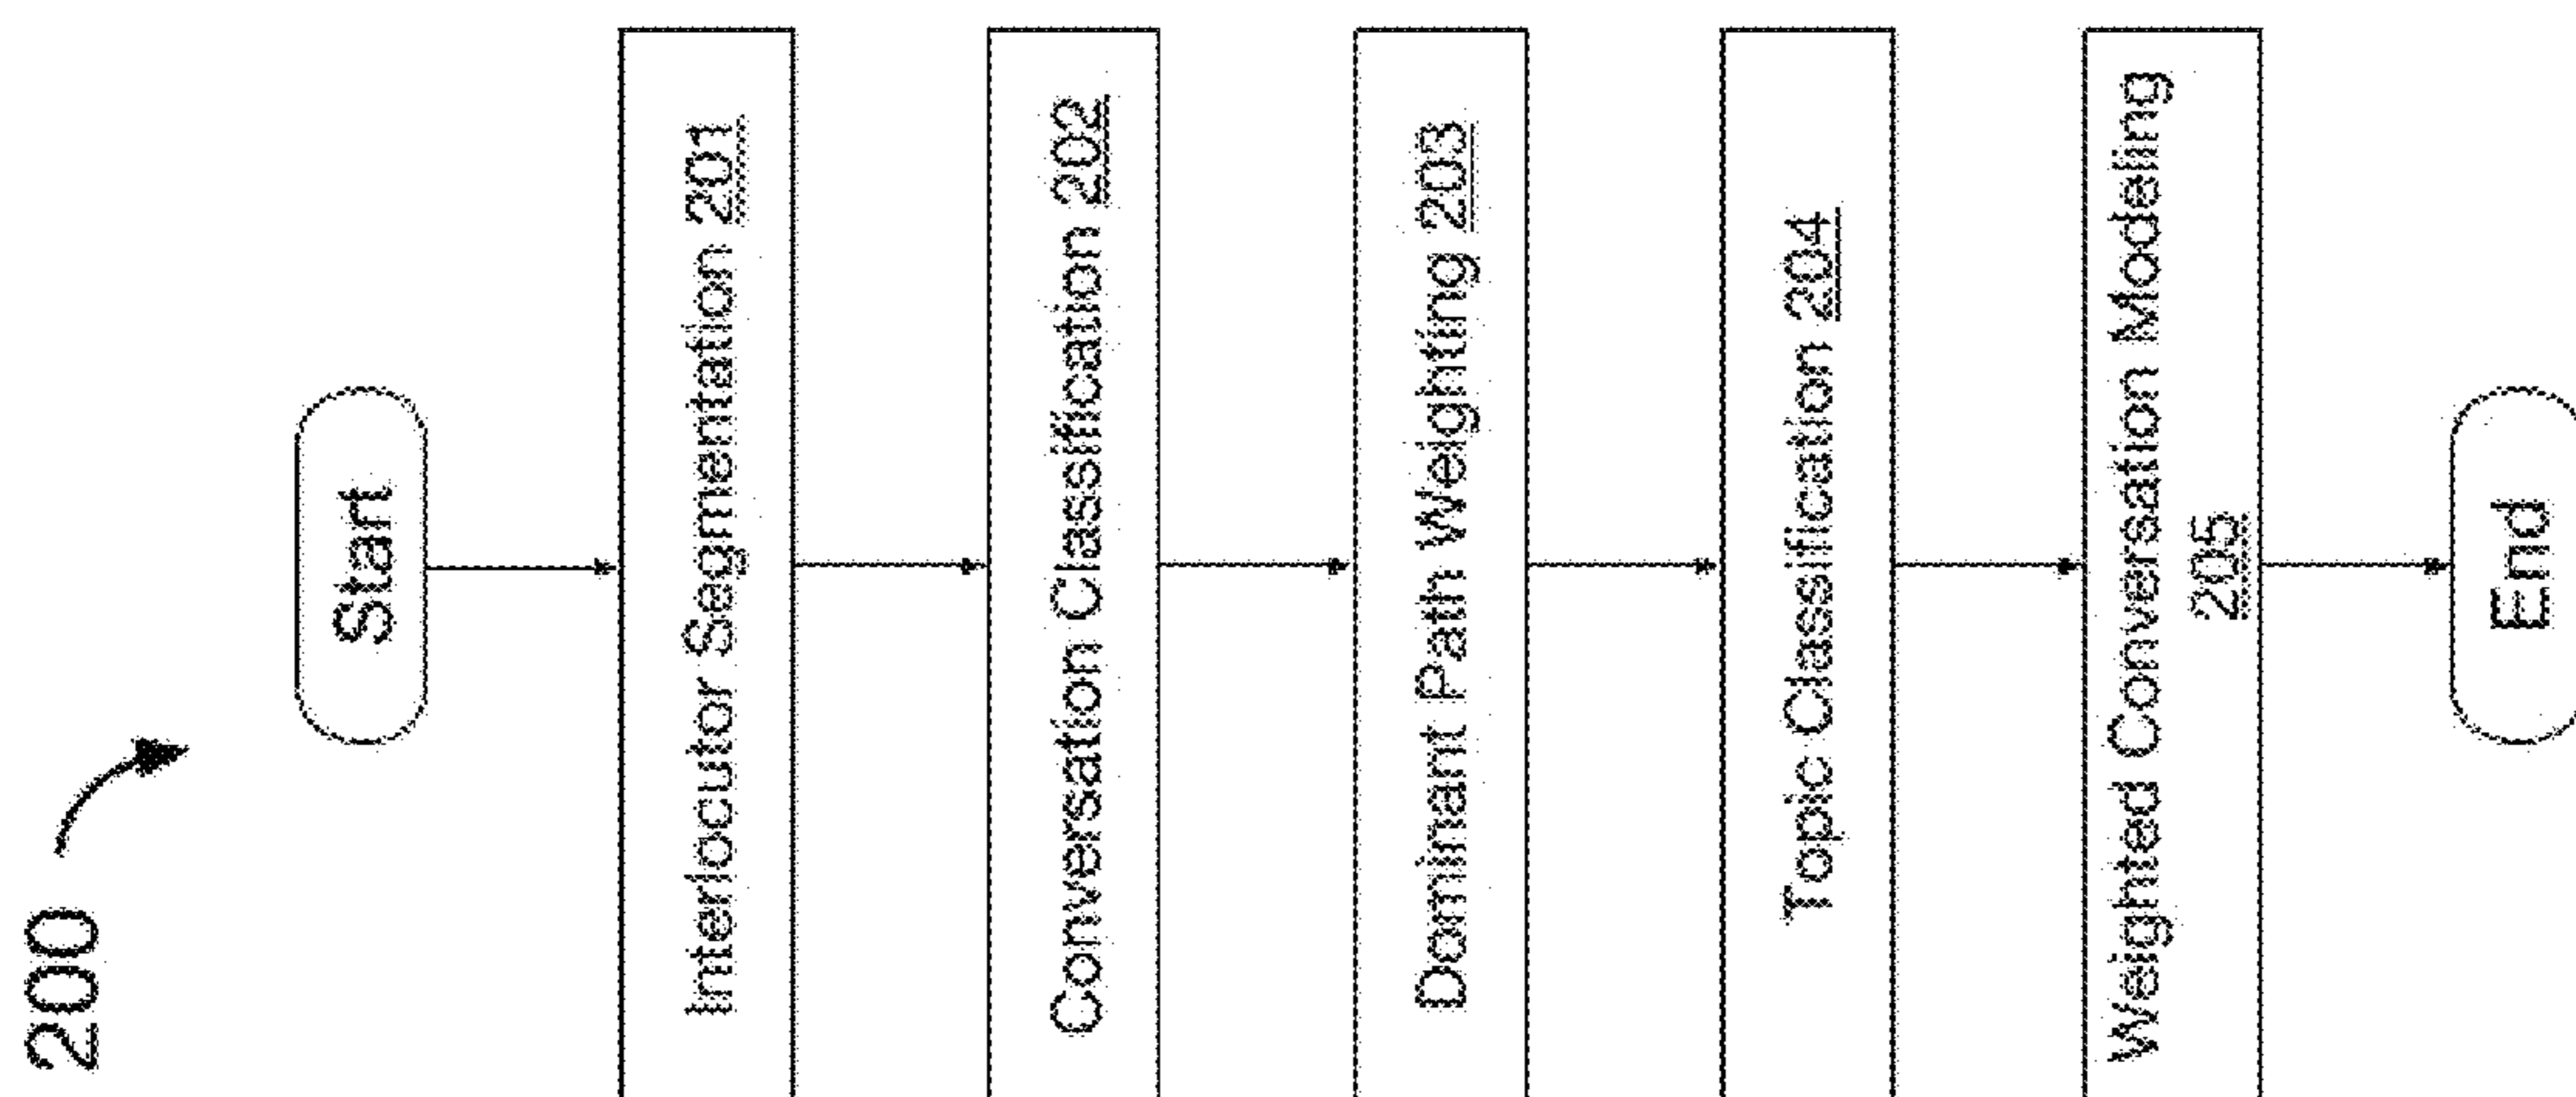 200
Start
Interlocutor Segmentation 201
Conversation Classification 202
Dominant Path Weighting 203
Topic Classification 204
Weighted Conversation Modeling
205
End